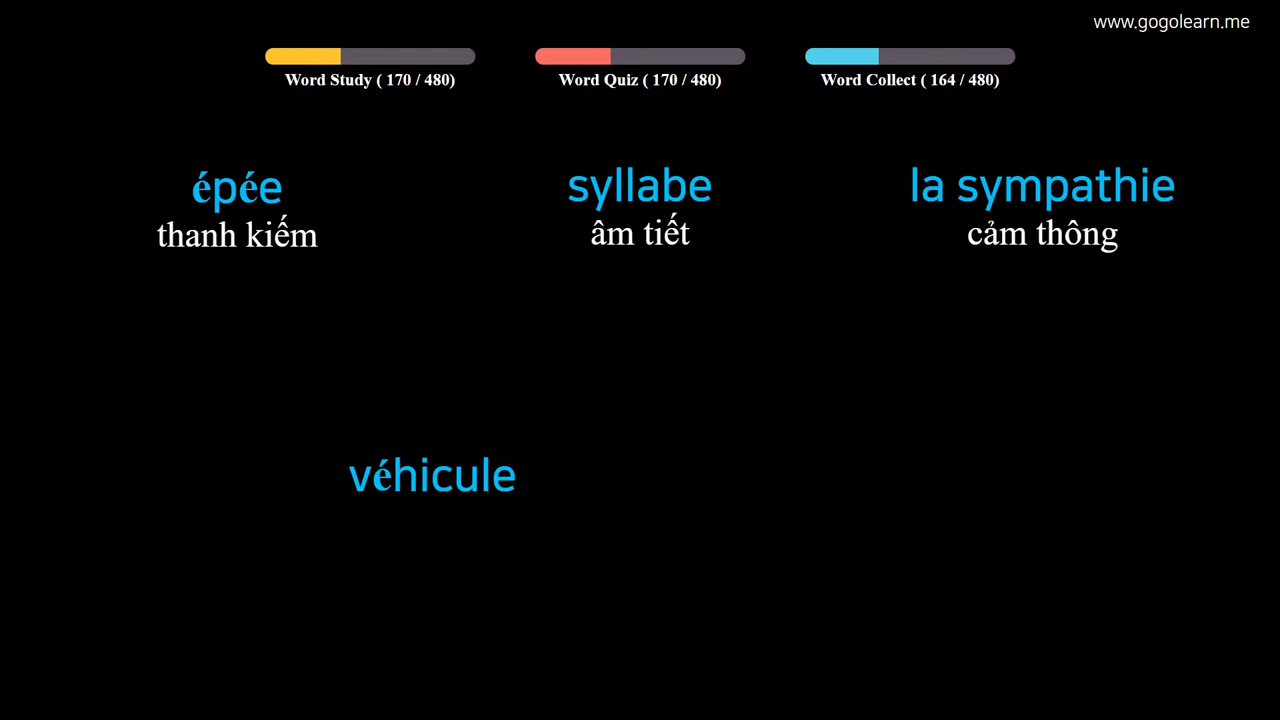 www.gogolearn.me
Word Study ( 170 / 480)
Word Quiz ( 170 / 480)
Word Collect ( 164 / 480)
épée
thanh kiếm
syllabe
âm tiết
la sympathie
cảm thông
véhicule